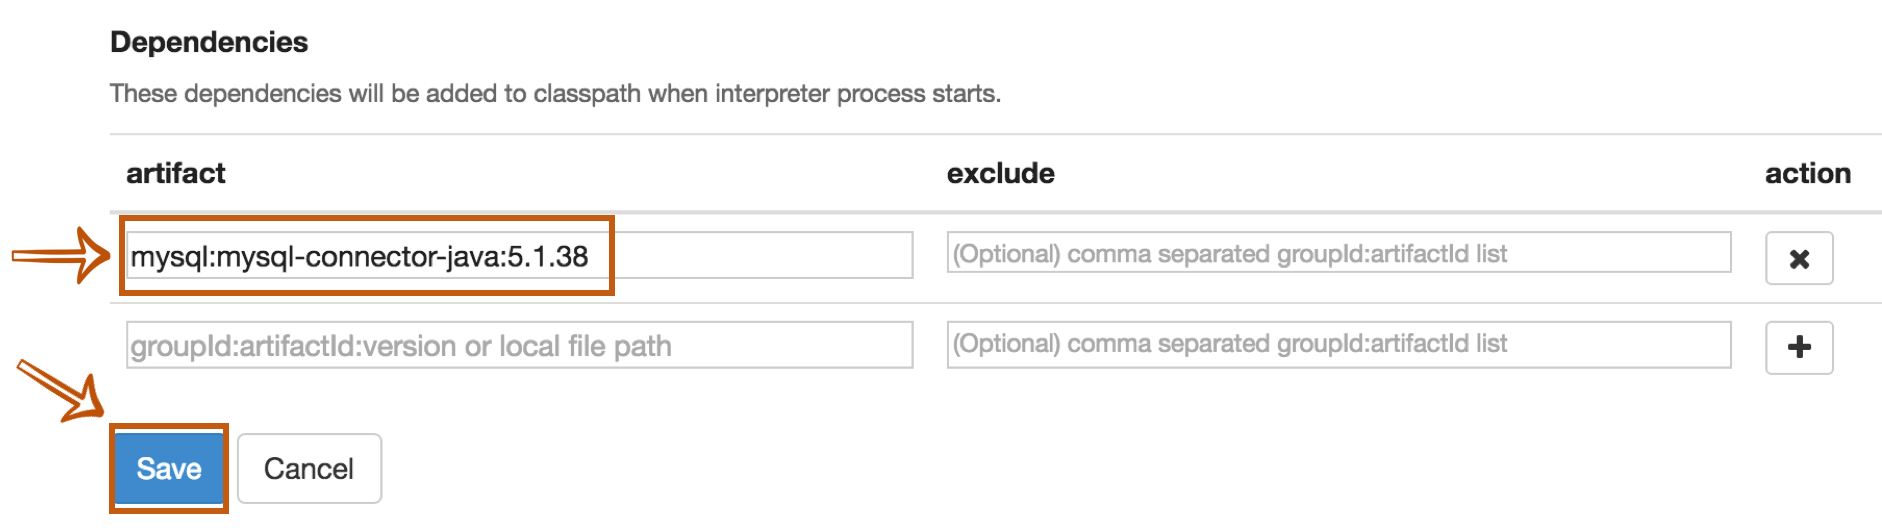 Dependencies
These dependencies will be added to classpath when interpreter process starts.
artifact exclude action
mysql:mysql-connector-java:5.1.38 (Optional) comma separated groupId:artifactId list
groupId:artifactId:version or local file path (Optional) comma separated groupId:artifactId list
Save Cancel